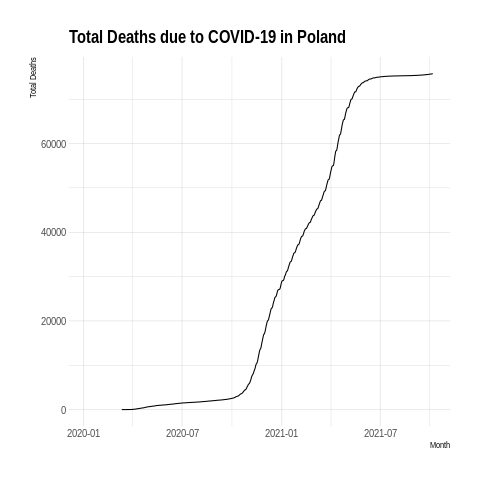 Total Deaths due to COVID-19 in Poland
Total Deaths
60000
40000
20000
0
2020-01 2020-07 2021-01 2021-07
Month